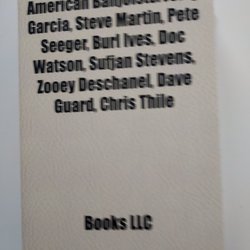 American Banjoists:
Garcia, Steve Martin, Pete
Seeger, Burl Ives, Doc
Watson, Sufjan Stevens,
Zooey Deschanel, Dave
Guard, Chris Thile
Books LLC